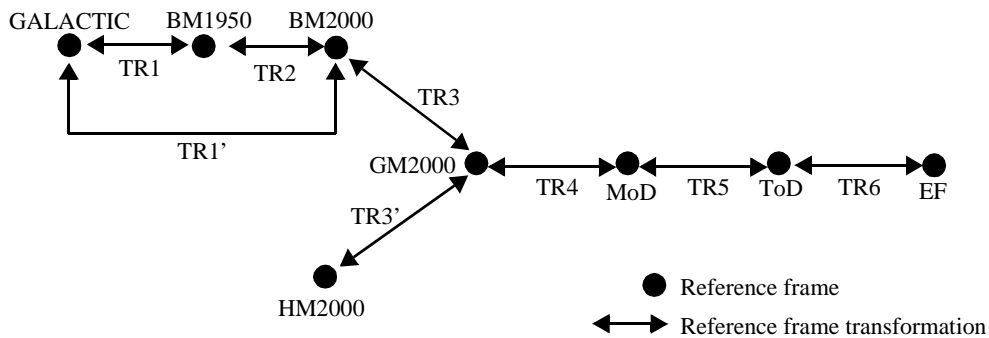 GALACTIC BM1950 BM2000
TR1 TR2
TR3
TR1’
GM2000
TR4 MoD TR5 ToD TR6 EF
TR3’
HM2000
Reference frame
Reference frame transformation